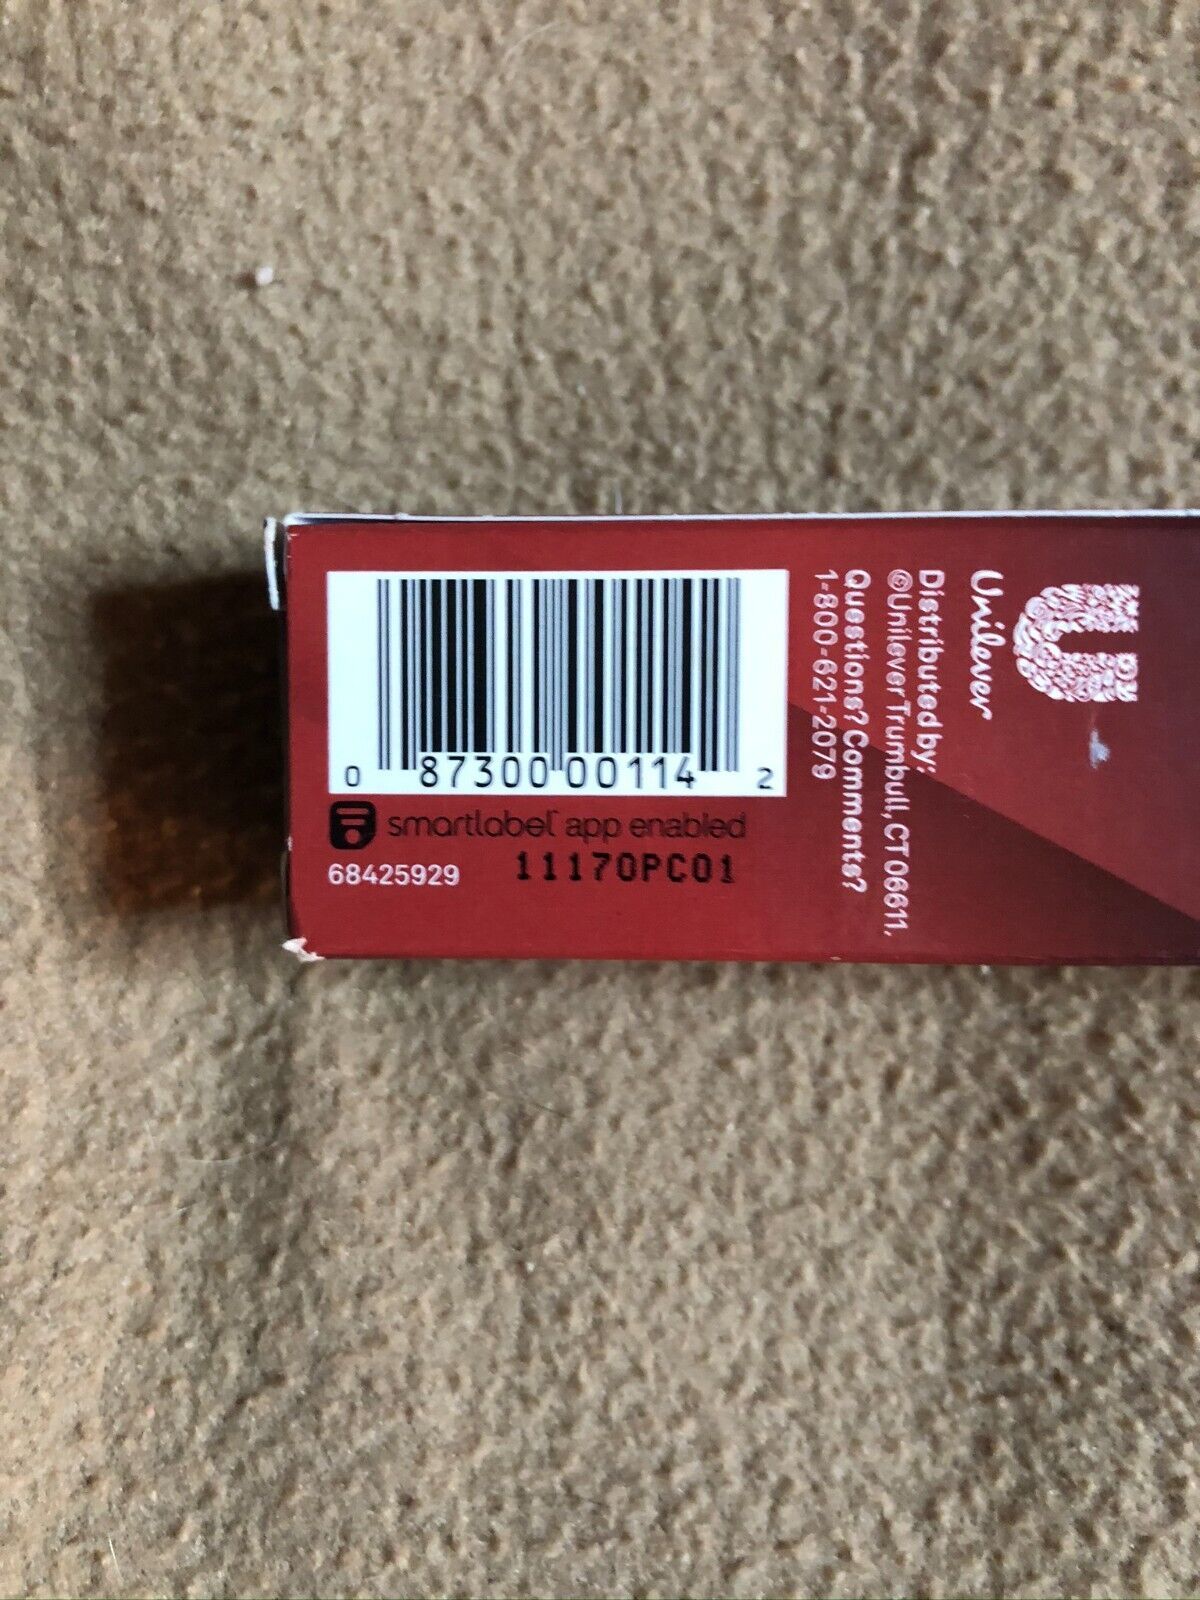 0 87300 00114 2
smartlabel™ app enabled
68425929 11170PC01
Unilever
Distributed by:
©Unilever Trumbull, CT 06611.
Questions? Comments?
1-800-621-2079